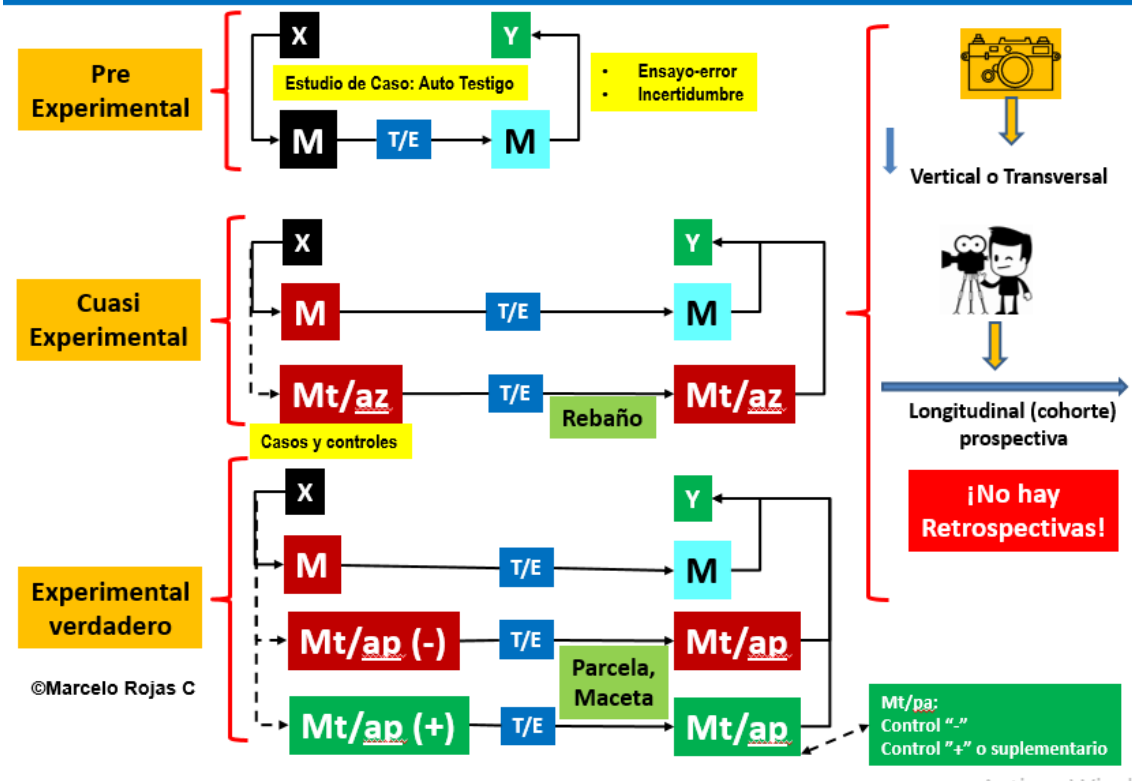 Pre
Experimental
X
Y
Estudio de Caso: Auto Testigo
• Ensayo-error
• Incertidumbre
M
T/E
M
Cuasi
Experimental
X
Y
M
T/E
M
Mt/az
T/E
Mt/az
Rebaño
Casos y controles
Experimental
verdadero
X
Y
M
T/E
M
Mt/ap (-)
T/E
Mt/ap
Parcela,
Maceta
Mt/ap (+)
T/E
Mt/ap
©Marcelo Rojas C
Vertical o Transversal
Longitudinal (cohorte)
prospectiva
¡No hay
Retrospectivas!
Mt/pa:
Control “-”
Control ”+” o suplementario